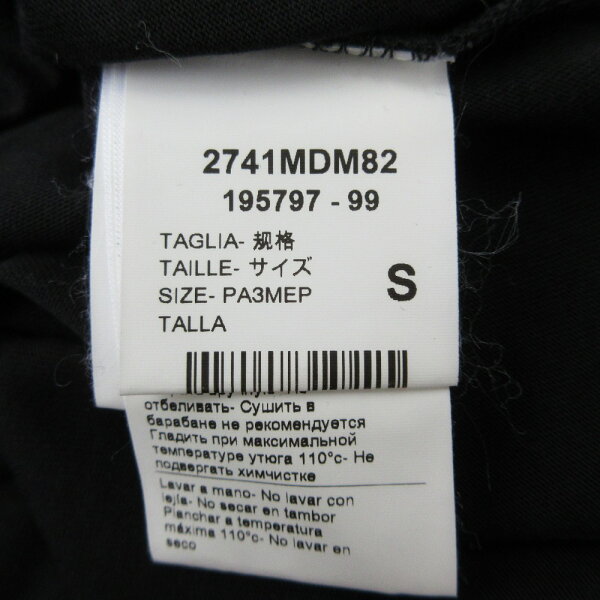 2741MDM82
195797 - 99
TAGLIA- 规格
TAILLE- サイズ
SIZE- РАЗМЕР
TALLA
S
отбеливать- Сушить в
барабане не рекомендуется
Гладить при максимальной
температуре утюга 110°c- Не
подвергать химчистке
Lavar a mano- No lavar con
lejía- No secar en tambor
Planchar a temperatura
máxima 110°c- No lavar en
seco